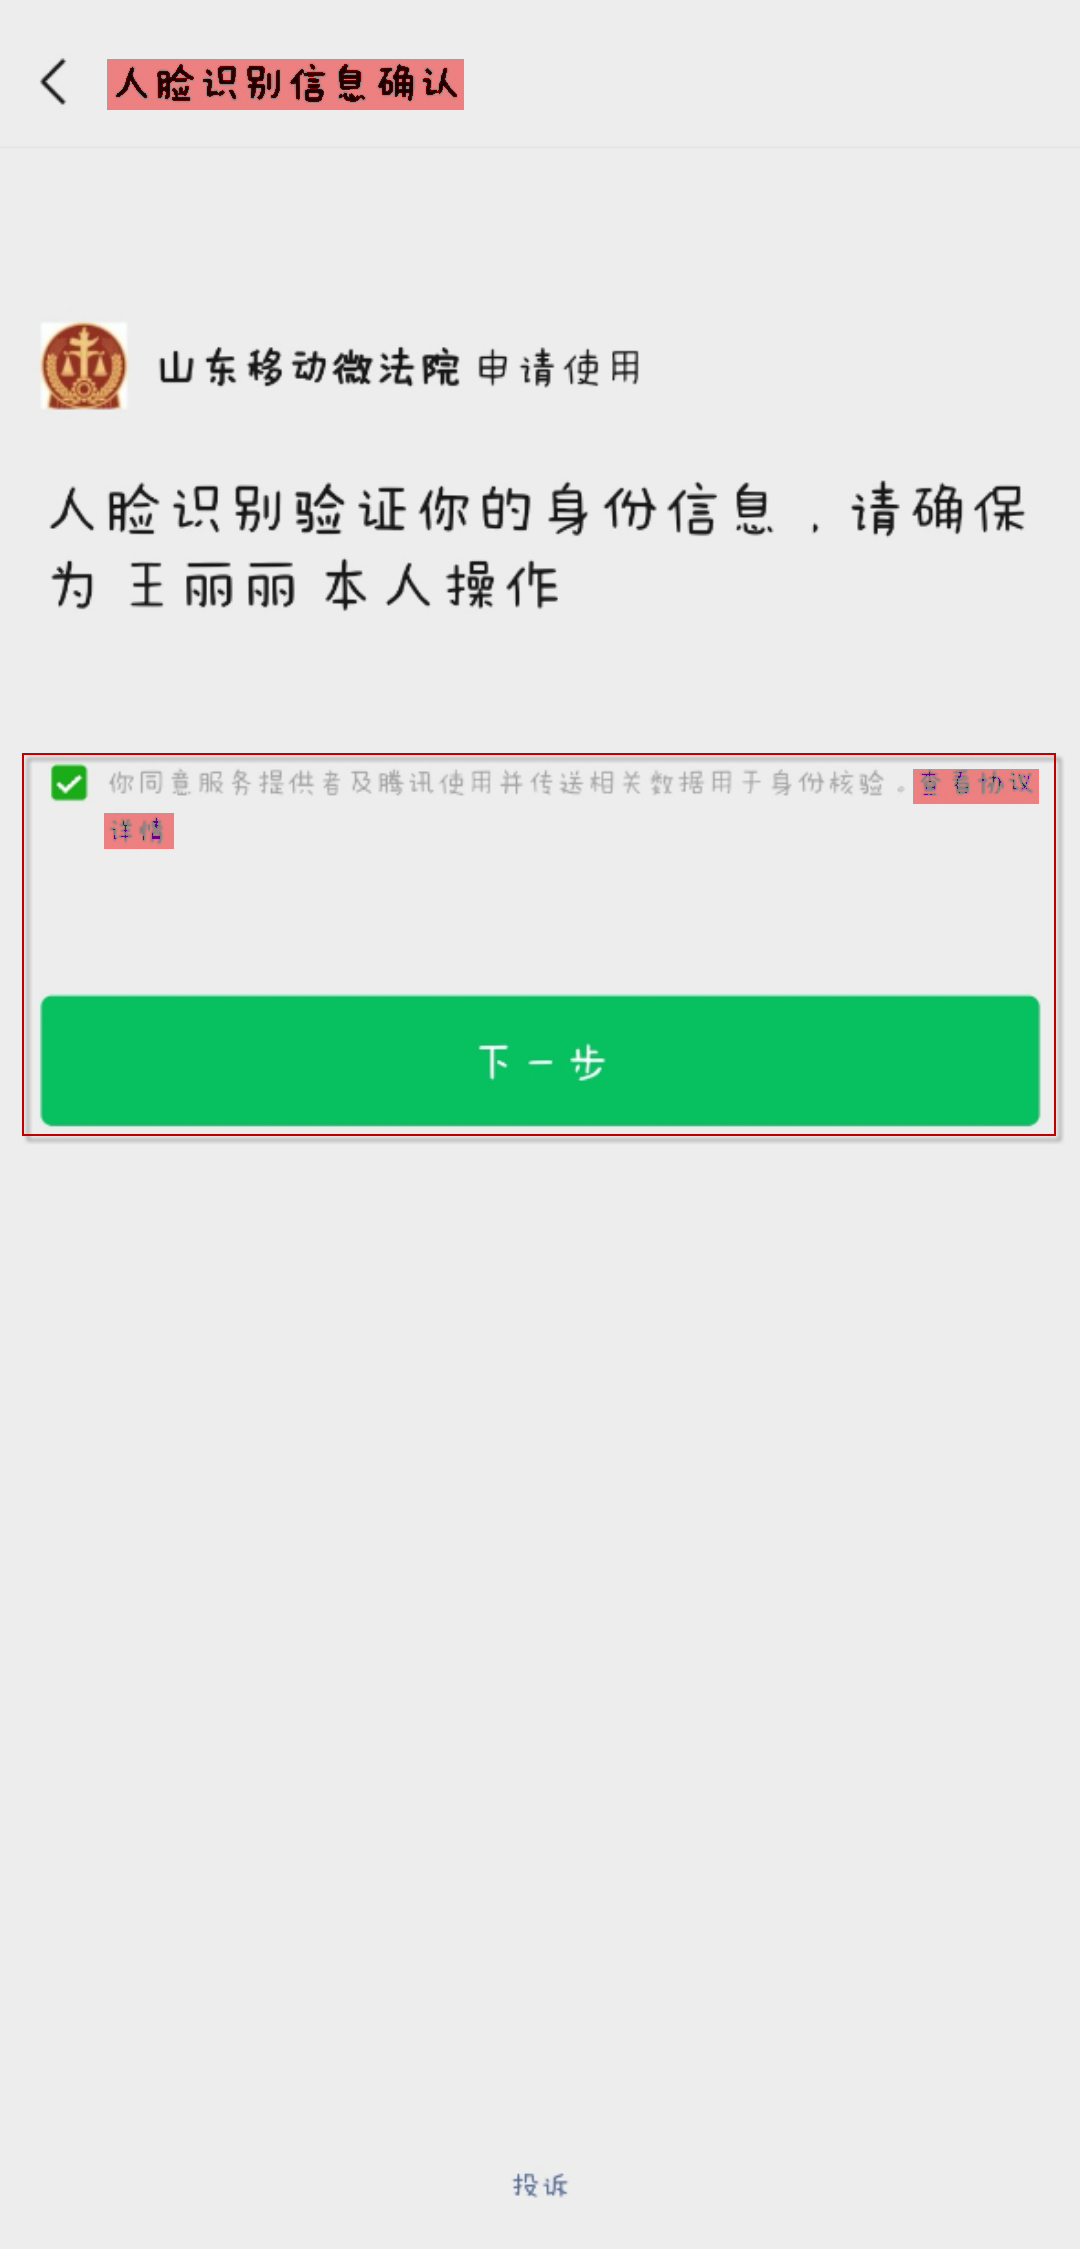 人脸识别信息确认
山东移动微法院 申请使用
人脸识别验证你的身份信息，请确保
为 王丽丽 本人操作
你同意服务提供者及腾讯使用并传送相关数据用于身份核验。查看协议
详情
下一步
投诉